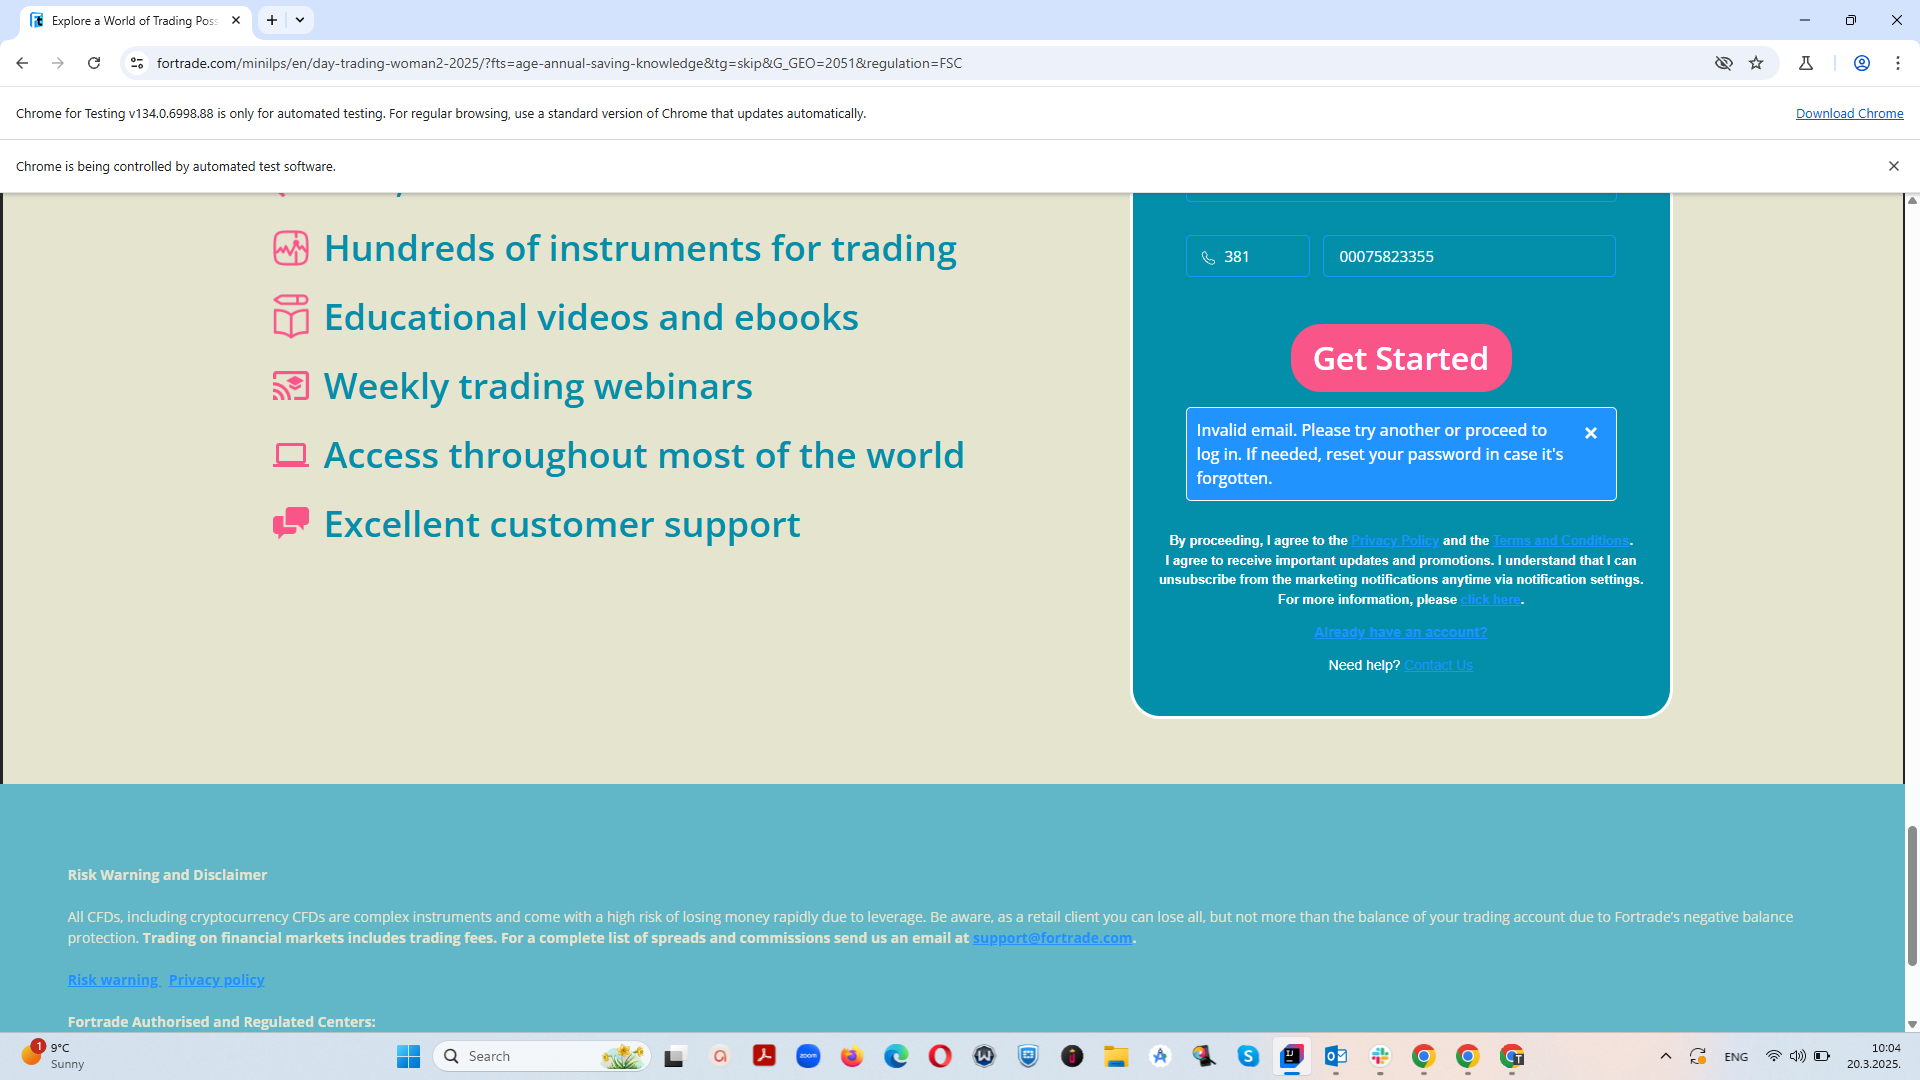 Explore a World of Trading Poss
fortrade.com/minilps/en/day-trading-woman2-2025/?fts=age-annual-saving-knowledge&tg=skip&G_GEO=2051&regulation=FSC
Chrome for Testing v134.0.6998.88 is only for automated testing. For regular browsing, use a standard version of Chrome that updates automatically.
Download Chrome
Chrome is being controlled by automated test software.
Hundreds of instruments for trading
Educational videos and ebooks
Weekly trading webinars
Access throughout most of the world
Excellent customer support
381
00075823355
Get Started
Invalid email. Please try another or proceed to
log in. If needed, reset your password in case it's
forgotten.
By proceeding, I agree to the Privacy Policy and the Terms and Conditions.
I agree to receive important updates and promotions. I understand that I can
unsubscribe from the marketing notifications anytime via notification settings.
For more information, please click here.
Already have an account?
Need help? Contact Us
Risk Warning and Disclaimer
All CFDs, including cryptocurrency CFDs are complex instruments and come with a high risk of losing money rapidly due to leverage. Be aware, as a retail client you can lose all, but not more than the balance of your trading account due to Fortrade’s negative balance
protection. Trading on financial markets includes trading fees. For a complete list of spreads and commissions send us an email at support@fortrade.com.
Risk warning Privacy policy
Fortrade Authorised and Regulated Centers:
1
9°C
Sunny
Search
zoom
ENG
10:04
20.3.2025.